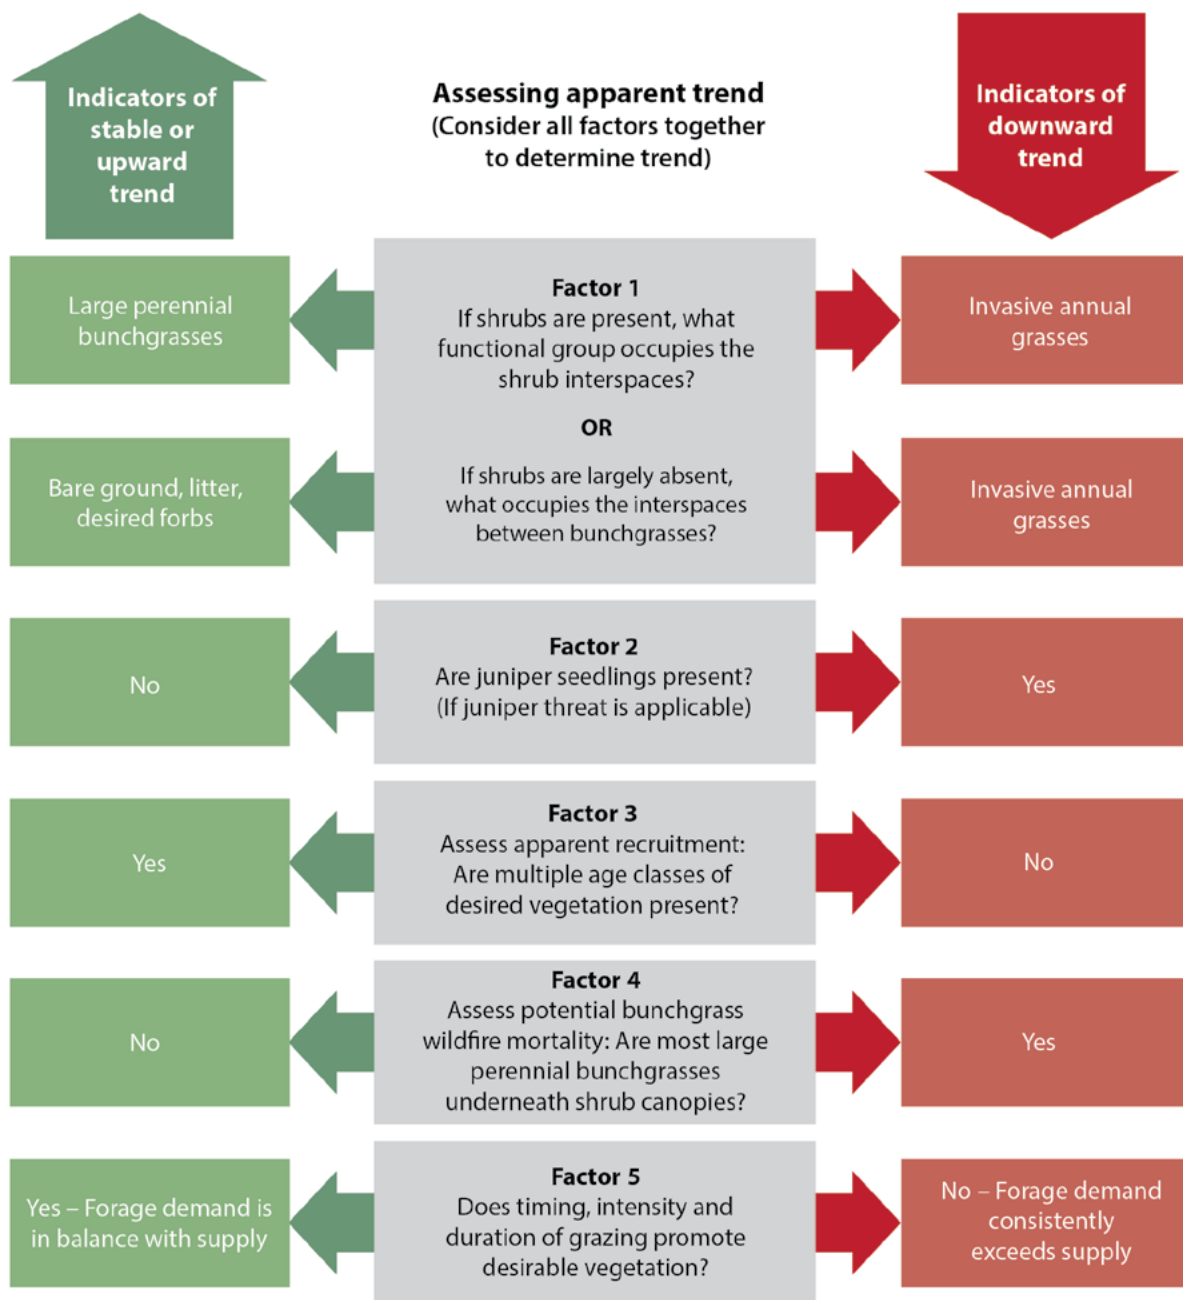 Indicators of
stable or
upward
trend
Assessing apparent trend
(Consider all factors together
to determine trend)
Indicators of
downward
trend
Large perennial
bunchgrasses
Factor 1
If shrubs are present, what
functional group occupies the
shrub interspaces?
Invasive annual
grasses
OR
Bare ground, litter,
desired forbs
If shrubs are largely absent,
what occupies the interspaces
between bunchgrasses?
Invasive annual
grasses
No
Factor 2
Are juniper seedlings present?
(If juniper threat is applicable)
Yes
Yes
Factor 3
Assess apparent recruitment:
Are multiple age classes of
desired vegetation present?
No
No
Factor 4
Assess potential bunchgrass
wildfire mortality: Are most large
perennial bunchgrasses
underneath shrub canopies?
Yes
Yes – Forage demand is
in balance with supply
Factor 5
Does timing, intensity and
duration of grazing promote
desirable vegetation?
No – Forage demand
consistently
exceeds supply